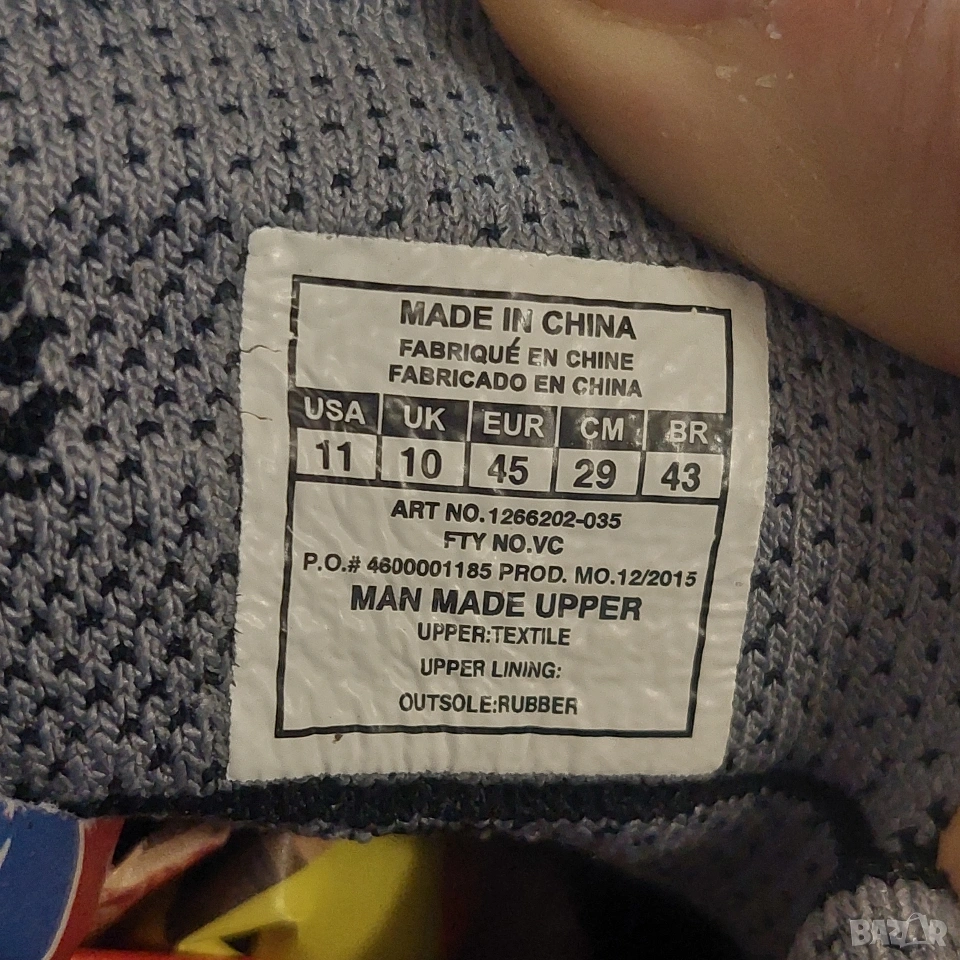 MADE IN CHINA
FABRIQUÉ EN CHINE
FABRICADO EN CHINA
USA UK EUR CM BR
11 10 45 29 43
ART NO.1266202-035
FTY NO.VC
P.O.# 4600001185 PROD. MO.12/2015
MAN MADE UPPER
UPPER:TEXTILE
UPPER LINING:
OUTSOLE:RUBBER
BAZAR